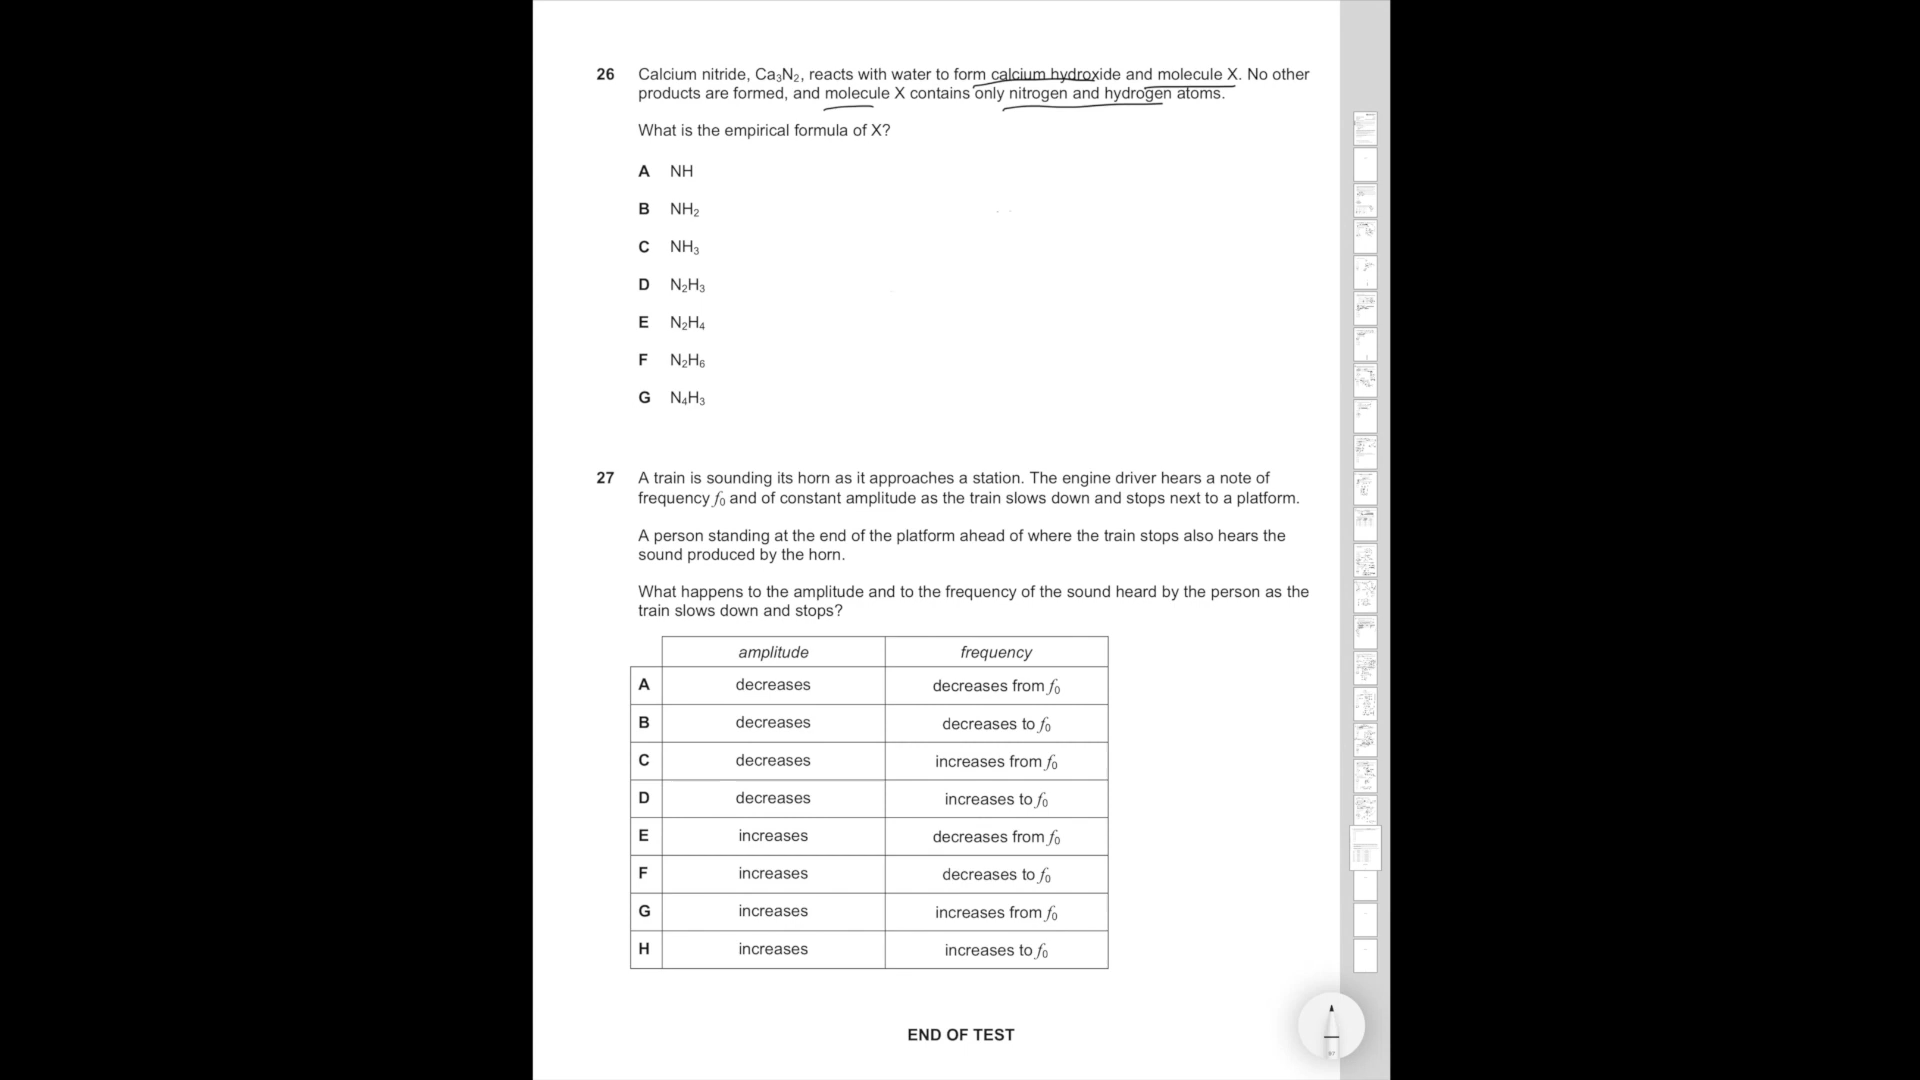 26 Calcium nitride, Ca₃N₂, reacts with water to form calcium hydroxide and molecule X. No other
products are formed, and molecule X contains only nitrogen and hydrogen atoms.
What is the empirical formula of X?
A NH
B NH₂
C NH₃
D N₂H₃
E N₂H₄
F N₂H₆
G N₄H₃
27 A train is sounding its horn as it approaches a station. The engine driver hears a note of
frequency f₀ and of constant amplitude as the train slows down and stops next to a platform.
A person standing at the end of the platform ahead of where the train stops also hears the
sound produced by the horn.
What happens to the amplitude and to the frequency of the sound heard by the person as the
train slows down and stops?
amplitude frequency
A decreases decreases from f₀
B decreases decreases to f₀
C decreases increases from f₀
D decreases increases to f₀
E increases decreases from f₀
F increases decreases to f₀
G increases increases from f₀
H increases increases to f₀
END OF TEST